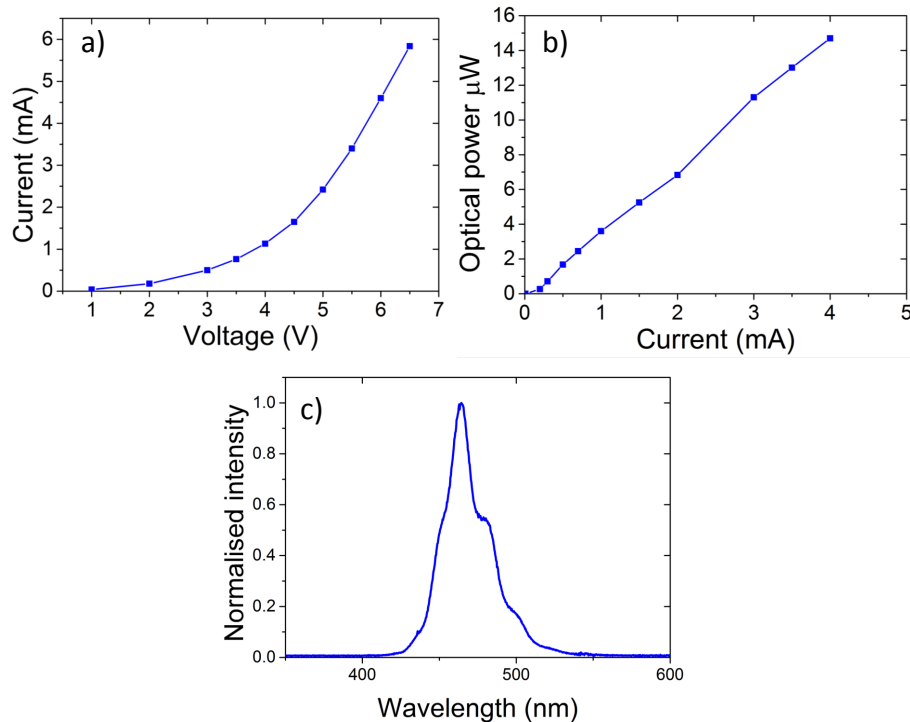 a)
6
5
4
3
2
1
0
1 2 3 4 5 6 7
Current (mA)
Voltage (V)
b)
16
14
12
10
8
6
4
2
0
0 1 2 3 4 5
Optical power μW
Current (mA)
c)
1.0
0.8
0.6
0.4
0.2
0.0
400 500 600
Normalised intensity
Wavelength (nm)